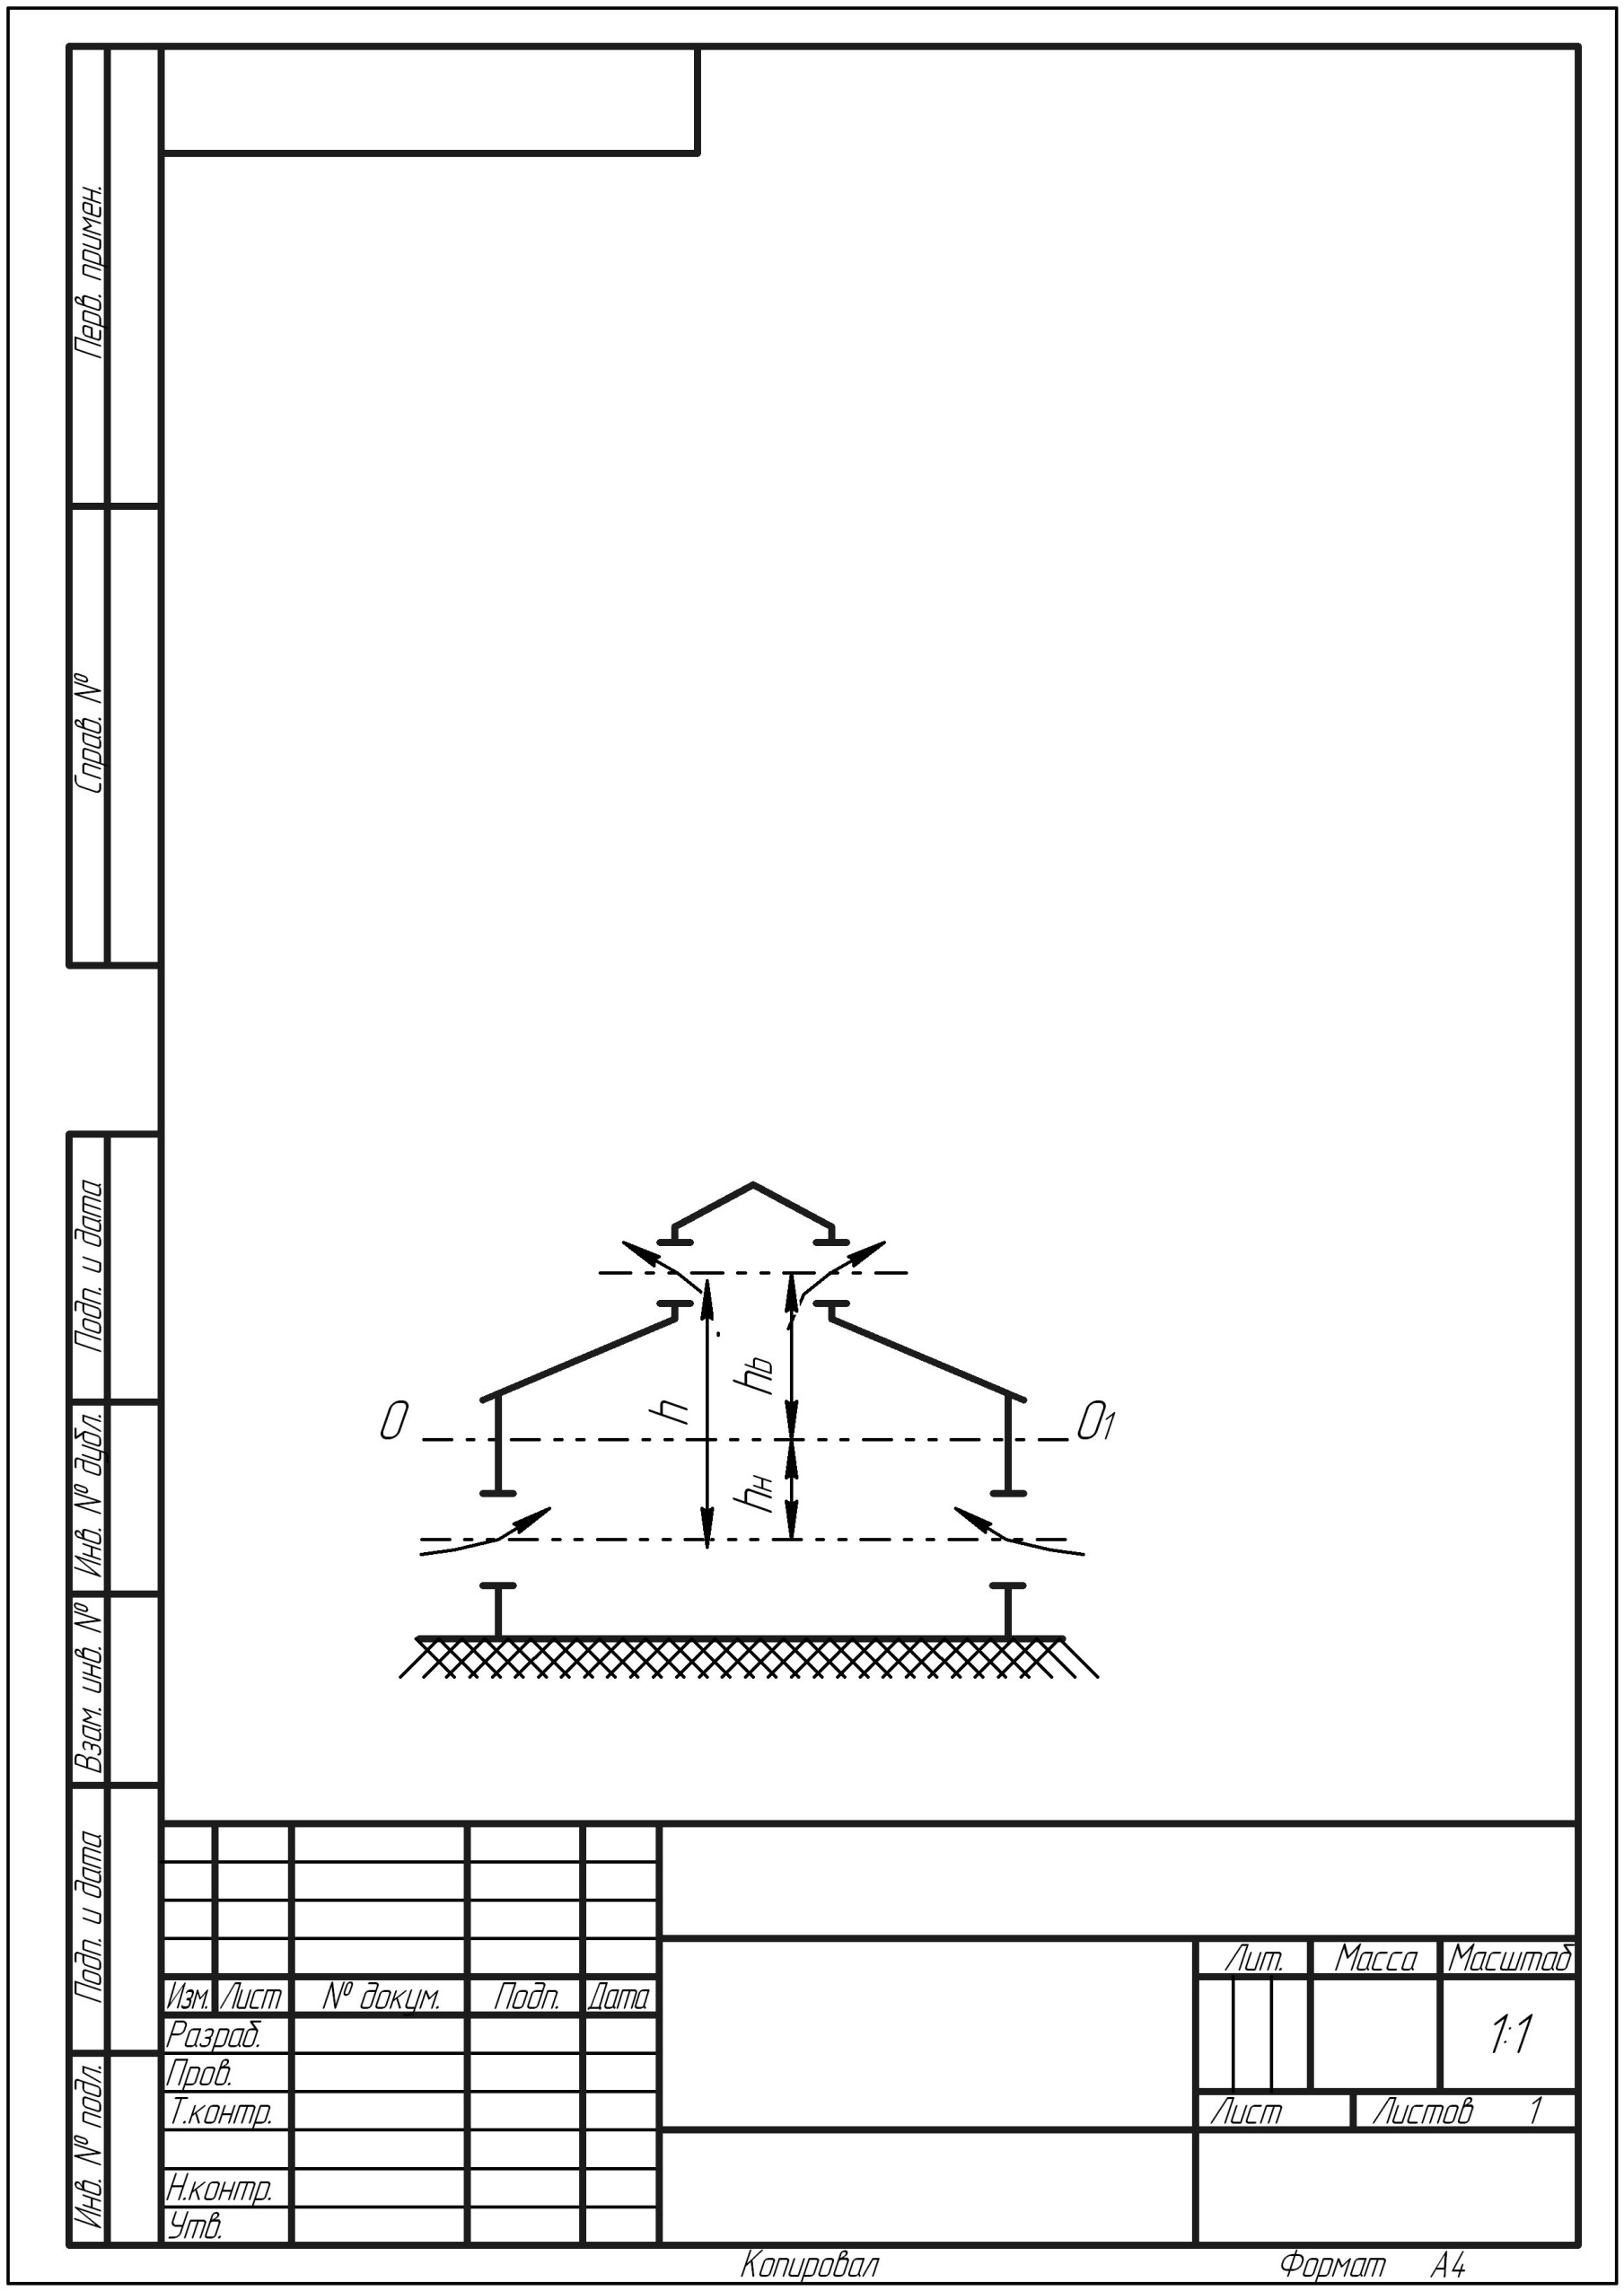 Перв. примен.
Справ. №
Подп. и дата
Инв. № дубл.
Взам. инв. №
Подп. и дата
Инв. № подл.
h
hв
hн
O
O1
Изм. Лист № докум. Подп. Дата
Разраб.
Пров.
Т.контр.
Н.контр.
Утв.
Лит. Масса Масштаб
1:1
Лист Листов 1
Копировал Формат А4